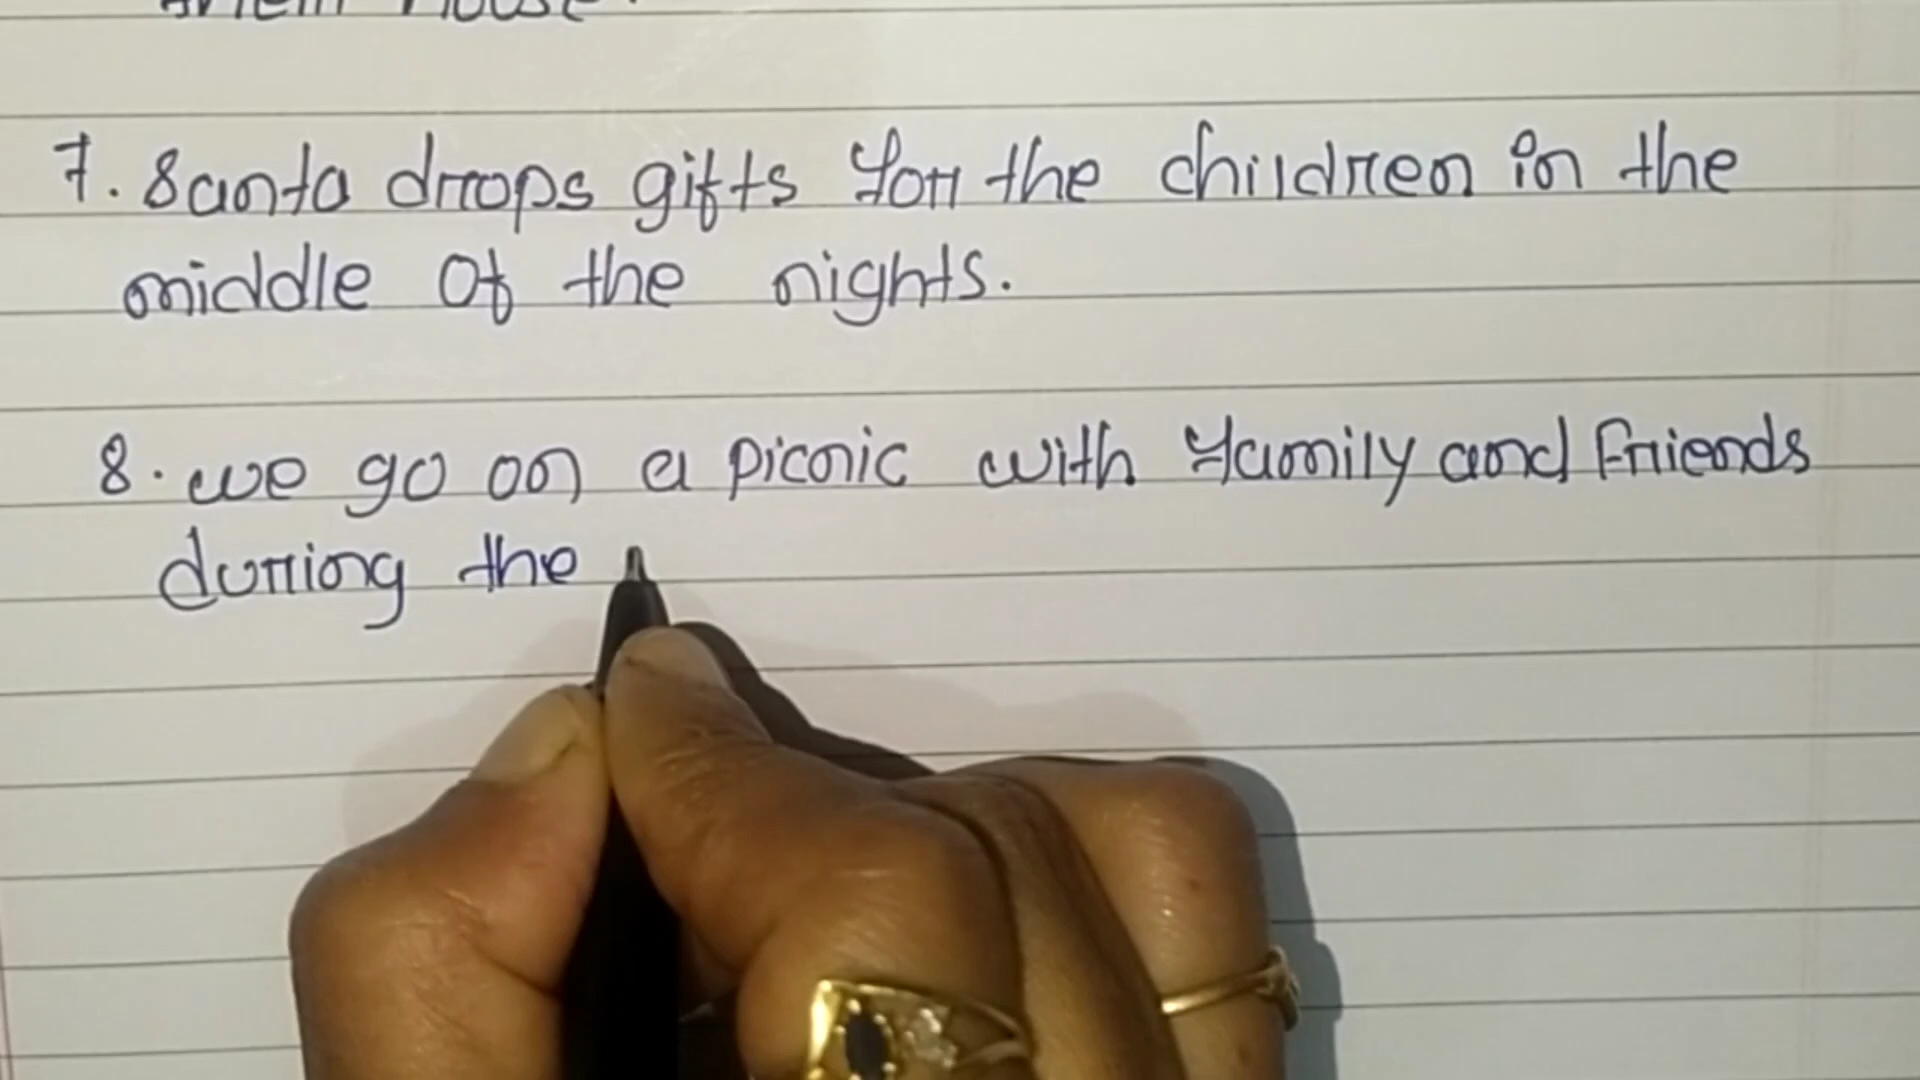 House.
7. Santa drops gifts for the children in the
middle of the nights.
8. we go on a picnic with family and Friends
during the